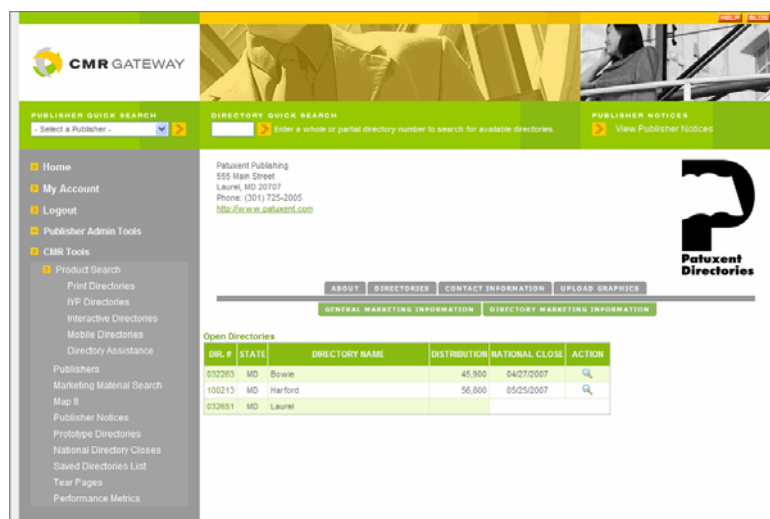 HELP BLOG
CMR GATEWAY
PUBLISHER QUICK SEARCH
- Select a Publisher -
DIRECTORY QUICK SEARCH
Enter a whole or partial directory number to search for available directories.
PUBLISHER NOTICES
View Publisher Notices
Home
My Account
Logout
Publisher Admin Tools
CMR Tools
Product Search
Print Directories
IYP Directories
Interactive Directories
Mobile Directories
Directory Assistance
Publishers
Marketing Material Search
Map It
Publisher Notices
Prototype Directories
National Directory Closes
Saved Directories List
Tear Pages
Performance Metrics
Patuxent Publishing
555 Main Street
Laurel, MD 20707
Phone: (301) 725-2005
http://www.patuxent.com
Patuxent
Directories
ABOUT DIRECTORIES CONTACT INFORMATION UPLOAD GRAPHICS
GENERAL MARKETING INFORMATION DIRECTORY MARKETING INFORMATION
Open Directories
DIR. # STATE DIRECTORY NAME DISTRIBUTION NATIONAL CLOSE ACTION
032263 MD Bowie 45,900 04/27/2007
100213 MD Harford 56,800 05/25/2007
032651 MD Laurel